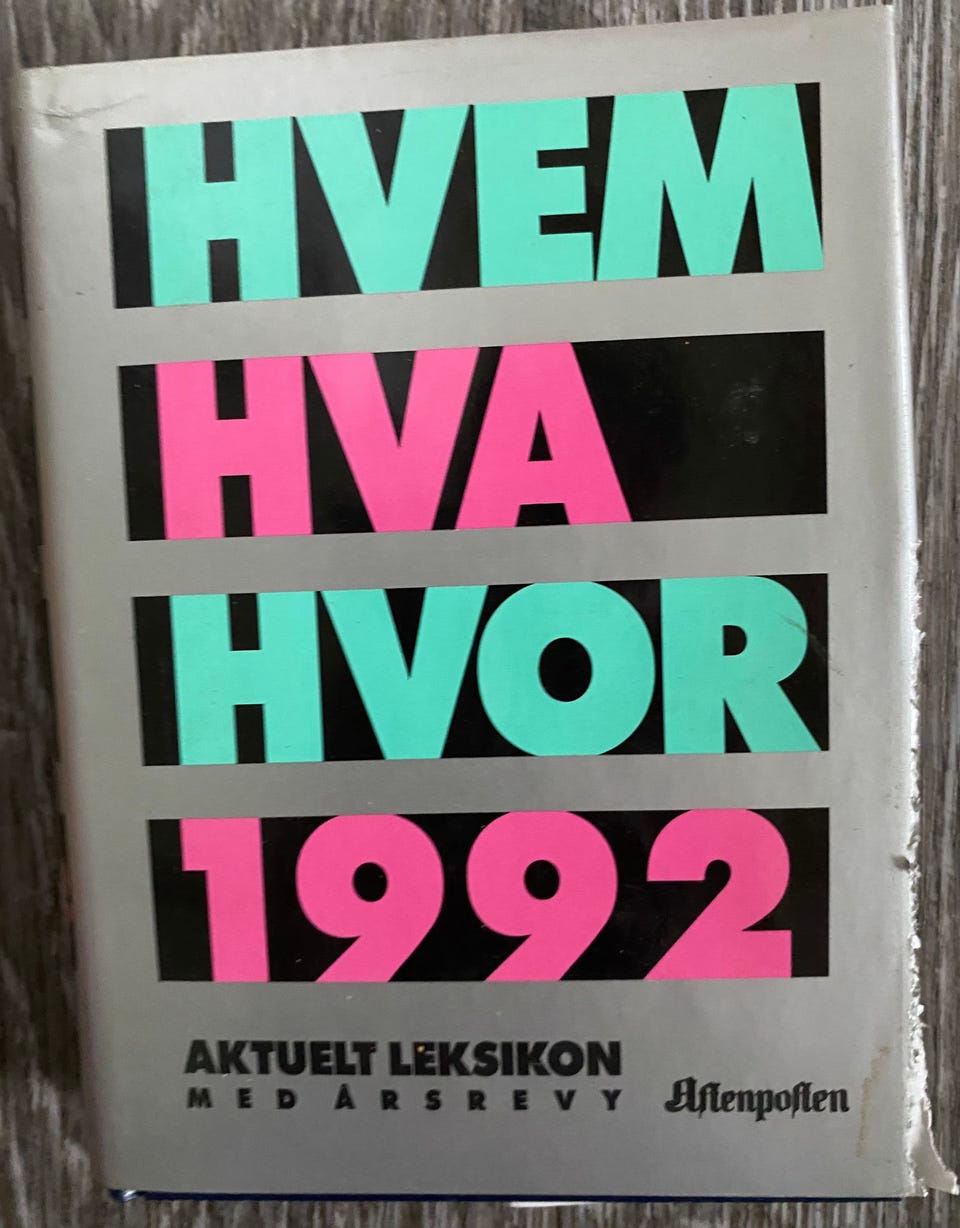 HVEM
HVA
HVOR
1992
AKTUELT LEKSIKON
MED ÅRSREVY
Aftenposten